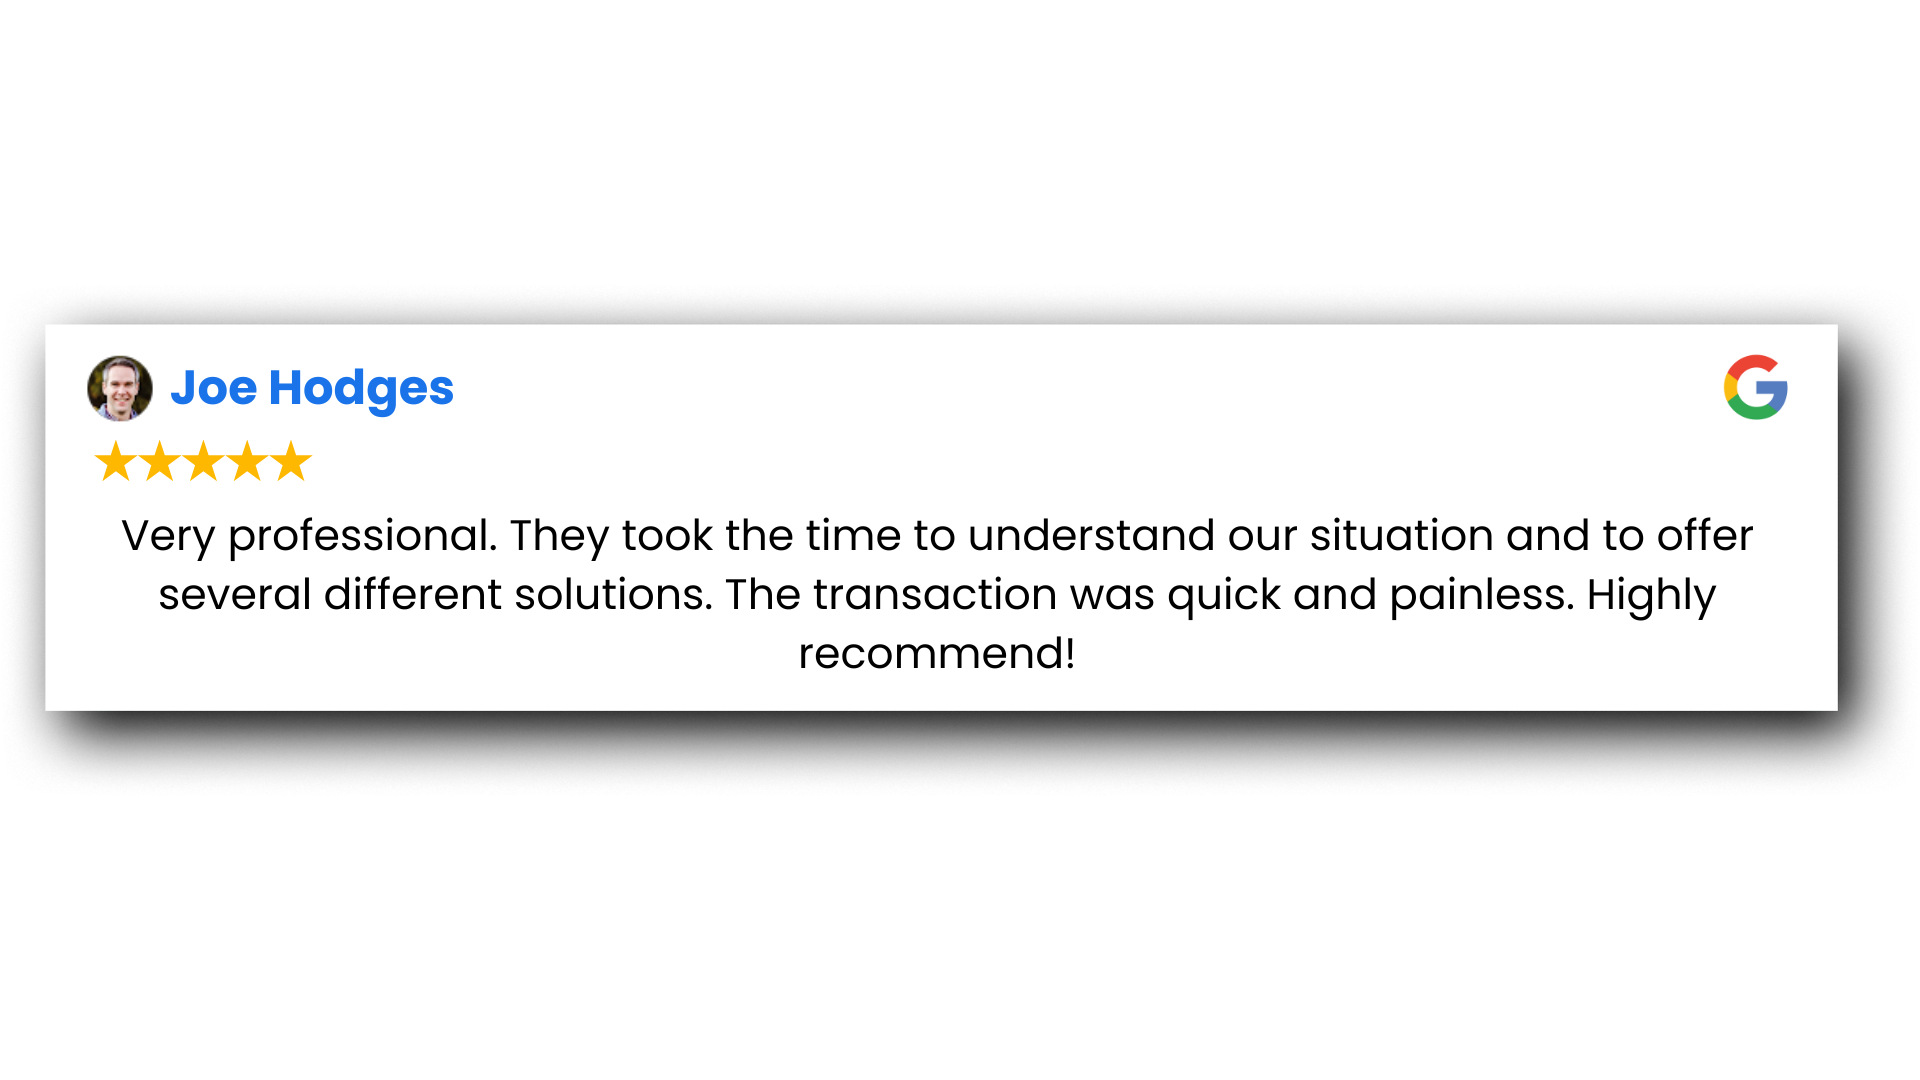 Joe Hodges
Very professional. They took the time to understand our situation and to offer
several different solutions. The transaction was quick and painless. Highly
recommend!